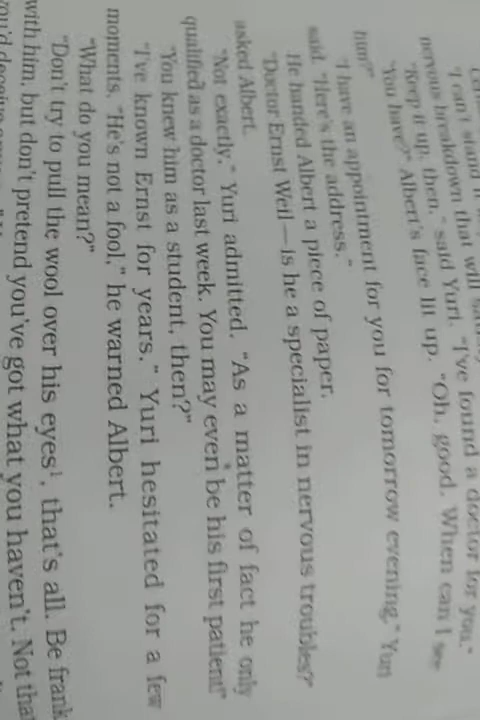 "I can't stand it
nervous breakdown that will
"Keep it up, then," said Yuri. "I've found a doctor for you."
"You have?" Albert's face lit up. "Oh, good. When can I see
him?"
"I have an appointment for you for tomorrow evening," Yuri
said. "Here's the address."
He handed Albert a piece of paper.
"Doctor Ernst Weil — is he a specialist in nervous troubles?"
asked Albert.
"Not exactly," Yuri admitted. "As a matter of fact he only
qualified as a doctor last week. You may even be his first patient!"
"You knew him as a student, then?"
"I've known Ernst for years." Yuri hesitated for a few
moments. "He's not a fool," he warned Albert.
"What do you mean?"
"Don't try to pull the wool over his eyes¹, that's all. Be frank
with him, but don't pretend you've got what you haven't. Not that